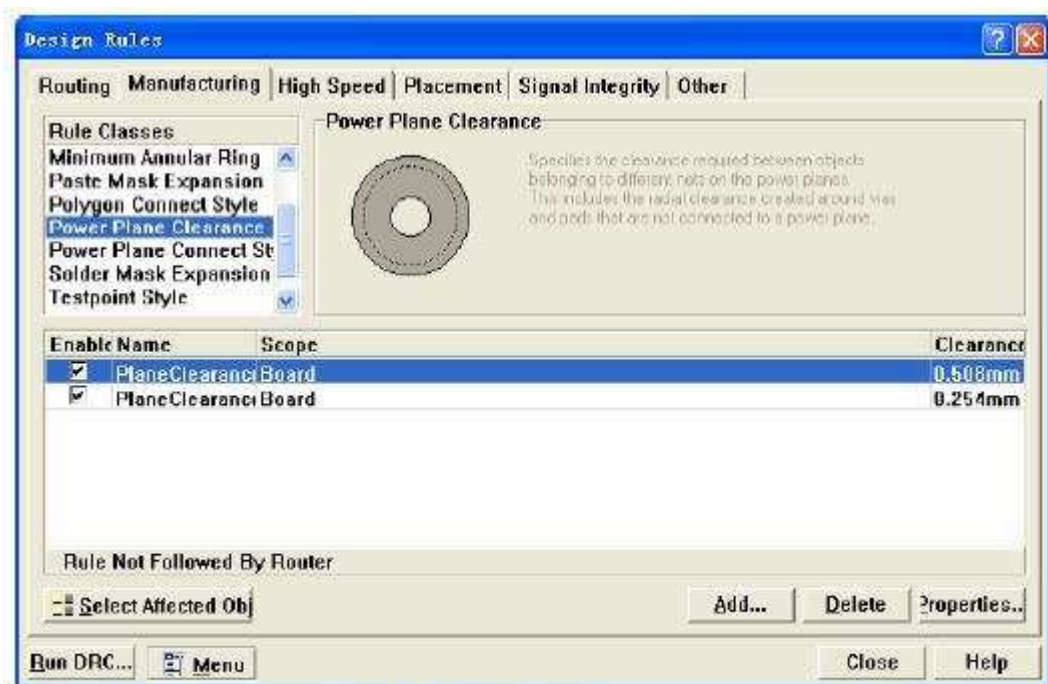 Design Rules
Routing Manufacturing High Speed Placement Signal Integrity Other
Rule Classes
Minimum Annular Ring
Paste Mask Expansion
Polygon Connect Style
Power Plane Clearance
Power Plane Connect St
Solder Mask Expansion
Testpoint Style
Power Plane Clearance
Specifies the clearance required between objects
belonging to different nets on the power planes.
This includes the radial clearance created around vias
and pads that are not connected to a power plane.
Enable Name Scope Clearance
PlaneClearanc Board 0.508mm
PlaneClearanc Board 0.254mm
Rule Not Followed By Router
Select Affected Obj
Add... Delete Properties..
Run DRC... Menu Close Help